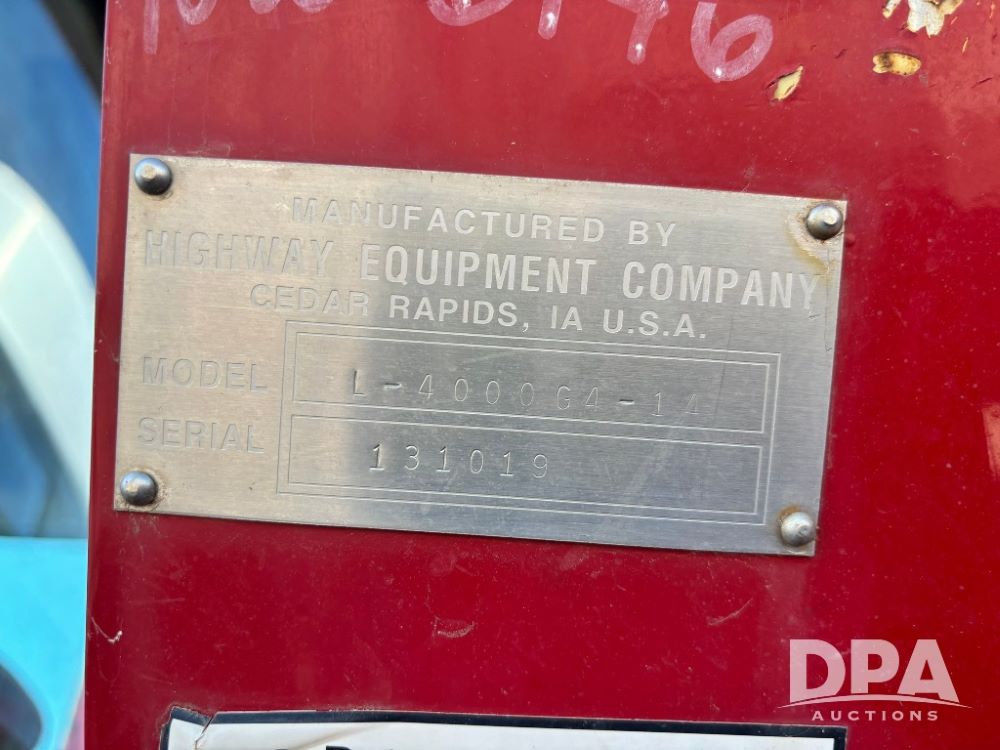 MANUFACTURED BY
HIGHWAY EQUIPMENT COMPANY
CEDAR RAPIDS, IA U.S.A.
MODEL L-4000G4-14
SERIAL 131019
DPA
AUCTIONS